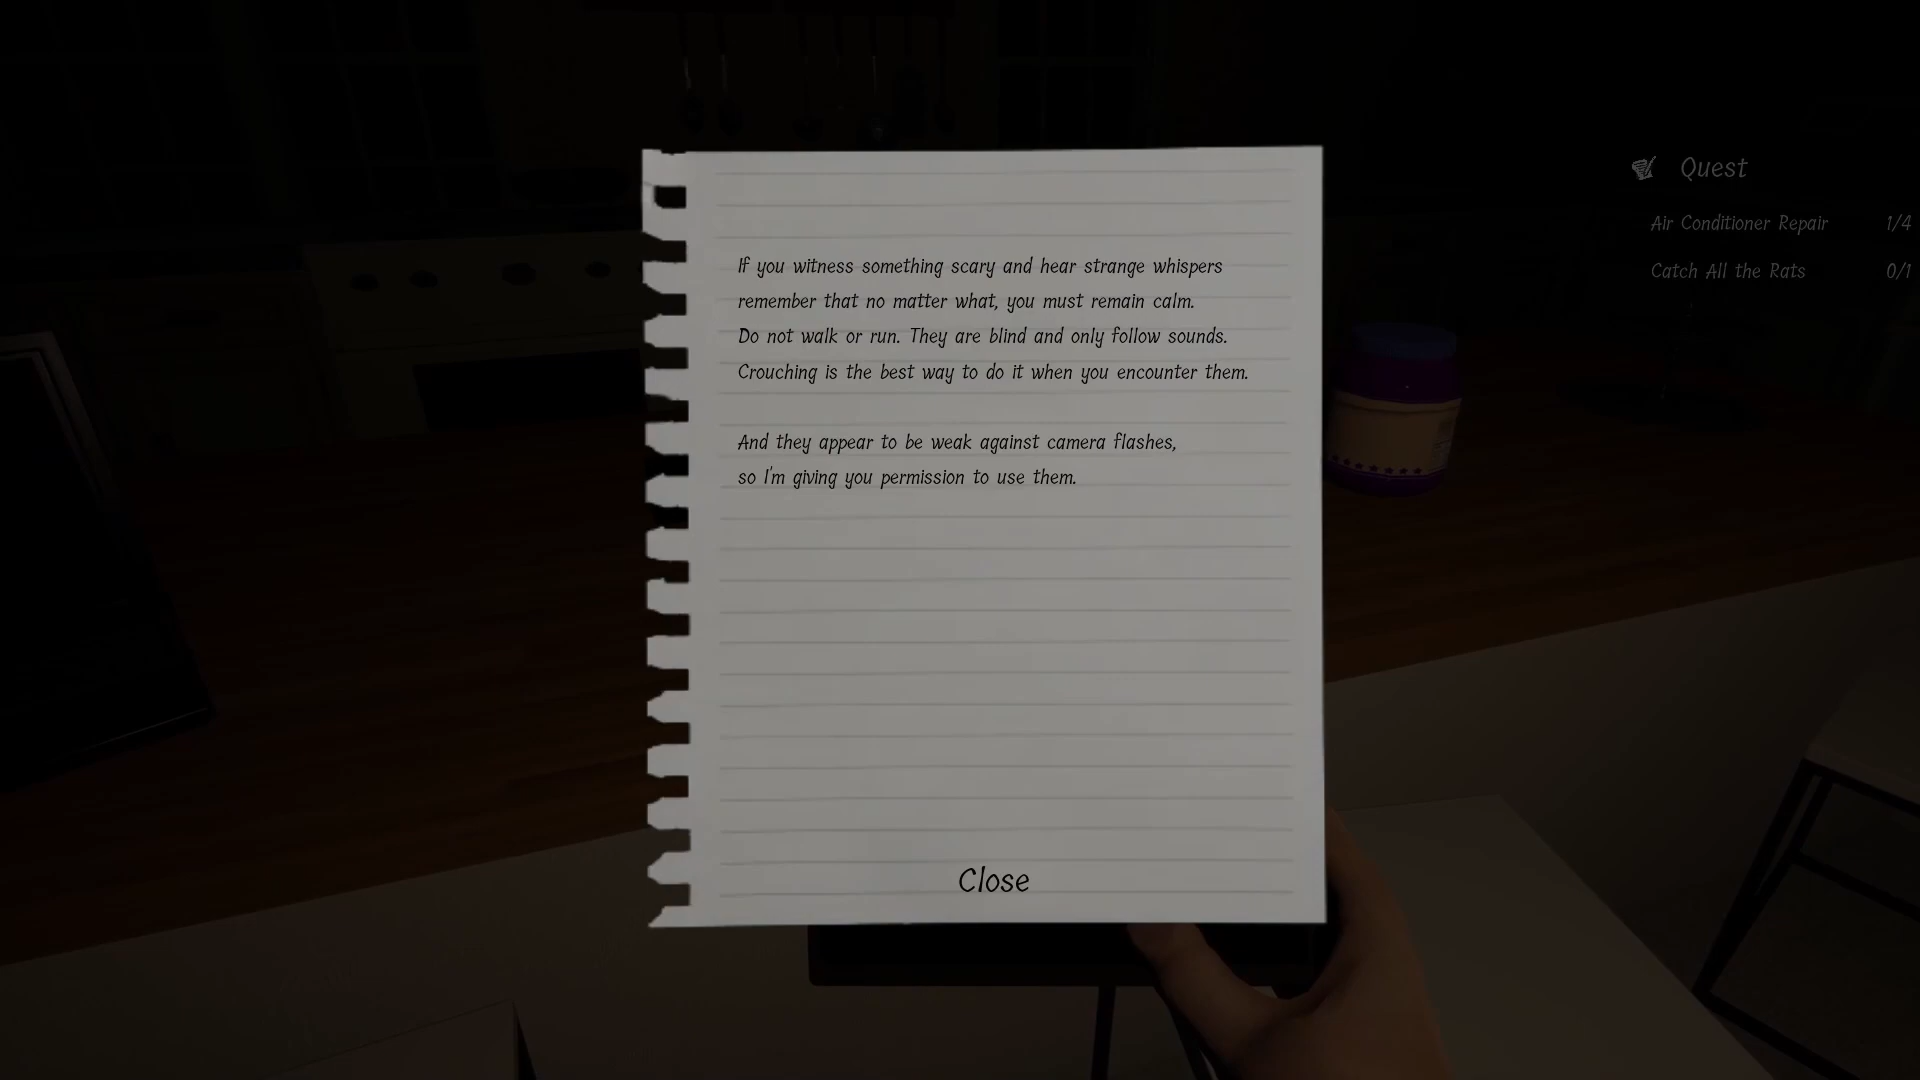 If you witness something scary and hear strange whispers
remember that no matter what, you must remain calm.
Do not walk or run. They are blind and only follow sounds.
Crouching is the best way to do it when you encounter them.
And they appear to be weak against camera flashes,
so I'm giving you permission to use them.
Close
Quest
Air Conditioner Repair 1/4
Catch All the Rats 0/1